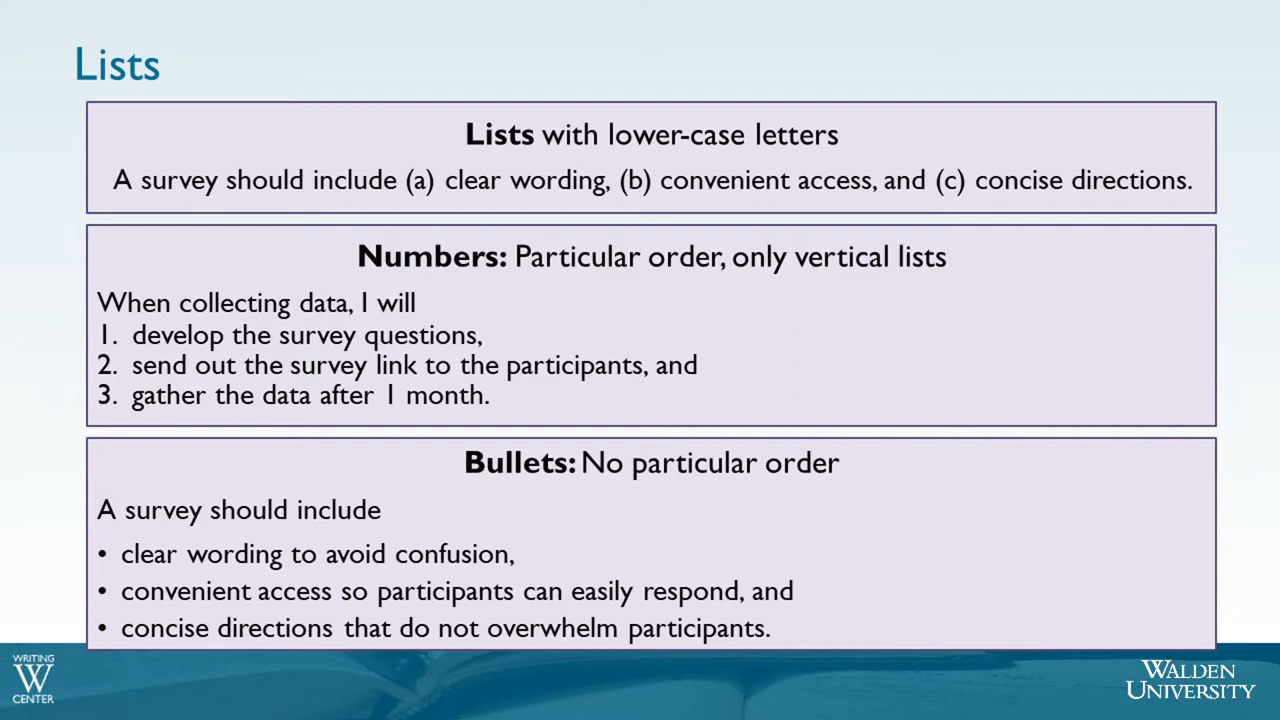 Lists
Lists with lower-case letters
A survey should include (a) clear wording, (b) convenient access, and (c) concise directions.
Numbers: Particular order, only vertical lists
When collecting data, I will
1. develop the survey questions,
2. send out the survey link to the participants, and
3. gather the data after 1 month.
Bullets: No particular order
A survey should include
• clear wording to avoid confusion,
• convenient access so participants can easily respond, and
• concise directions that do not overwhelm participants.
WRITING
W
CENTER
WALDEN
UNIVERSITY